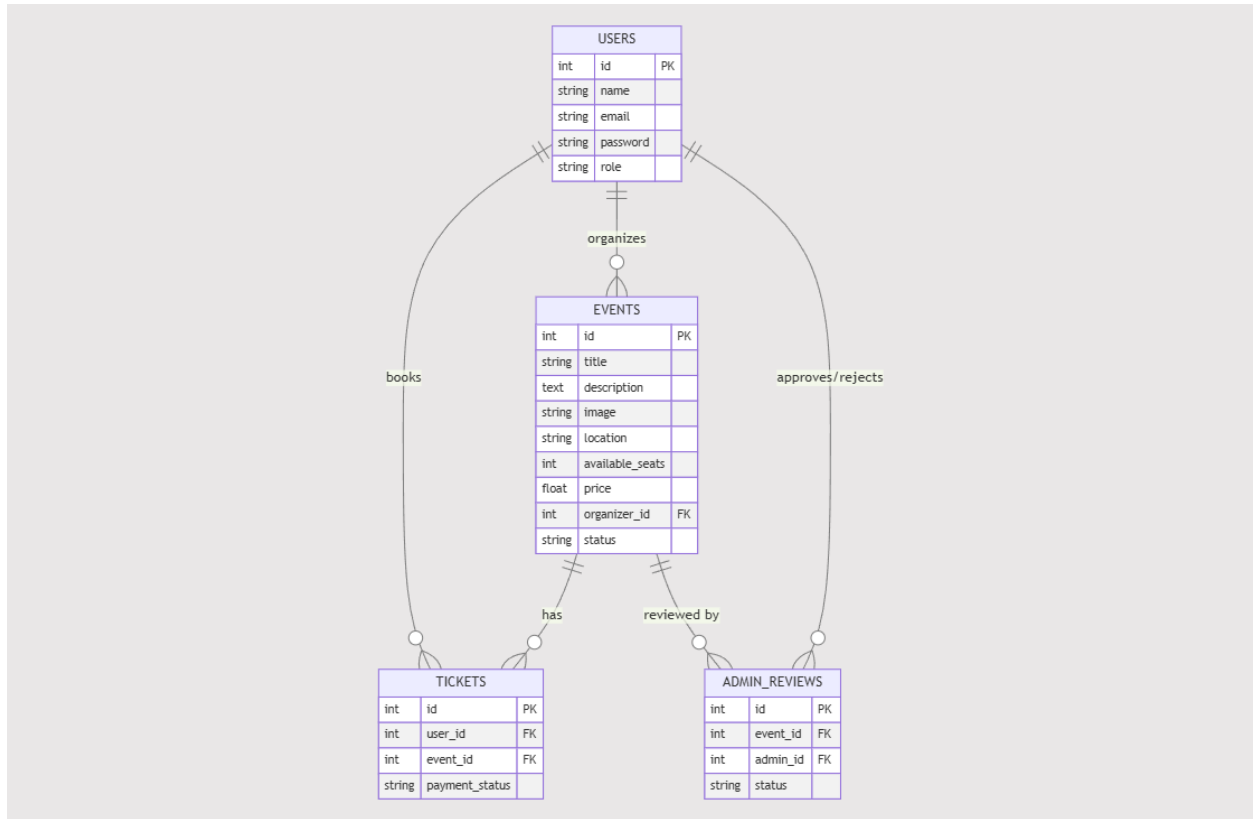 USERS
int id PK
string name
string email
string password
string role
organizes
books
approves/rejects
EVENTS
int id PK
string title
text description
string image
string location
int available_seats
float price
int organizer_id FK
string status
has
reviewed by
TICKETS
int id PK
int user_id FK
int event_id FK
string payment_status
ADMIN_REVIEWS
int id PK
int event_id FK
int admin_id FK
string status